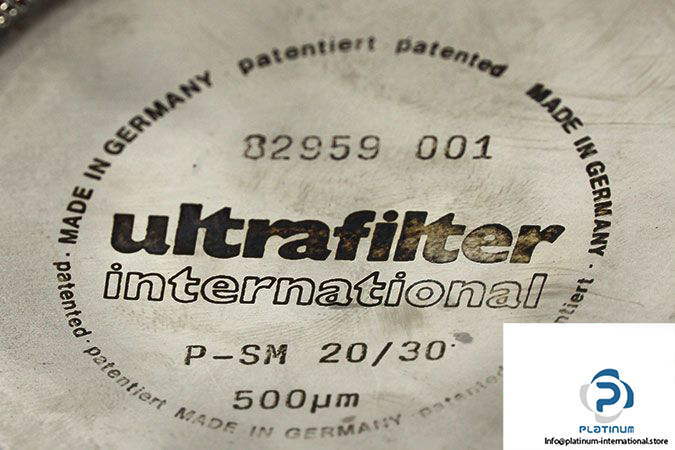 MADE IN GERMANY · patentiert · patented · MADE IN GERMANY · patentiert
patented · MADE IN GERMANY · patentiert · patented ·
82959 001
ultrafilter
international
P-SM 20/30
500µm
PLATINUM
Info@platinum-international.store